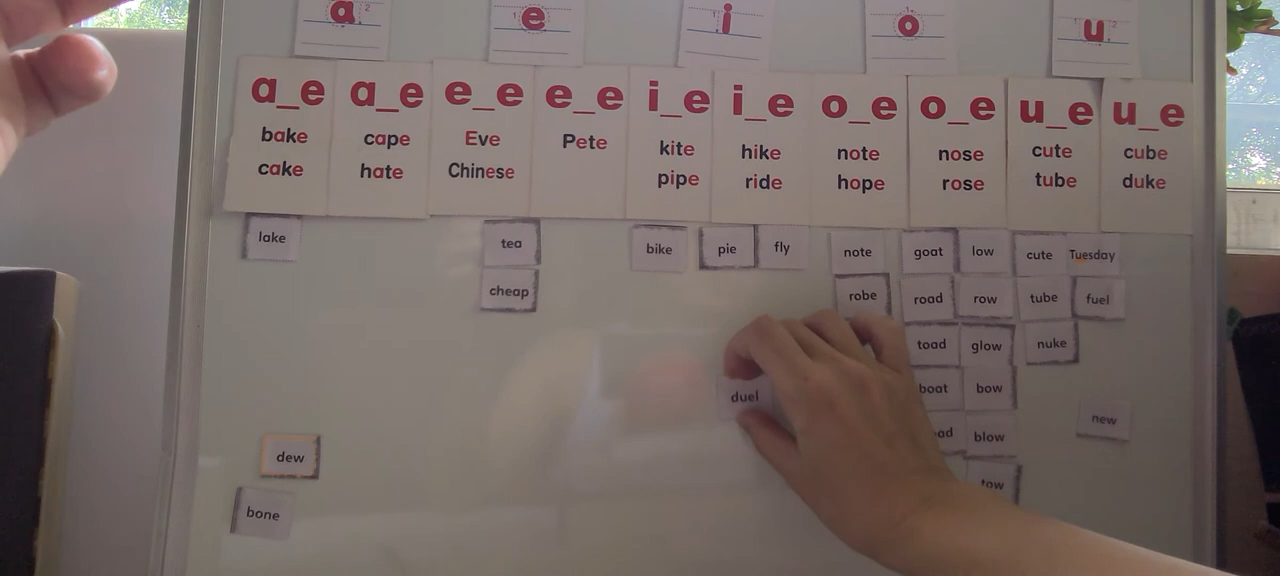 a e i o u
a_e a_e e_e e_e i_e i_e o_e o_e u_e u_e
bake cape Eve Pete kite hike note nose cute cube
cake hate Chinese pipe ride hope rose tube duke
lake tea bike pie fly note goat low cute Tuesday
cheap robe road row tube fuel
toad glow nuke
duel boat bow new
dew blow
bone tow